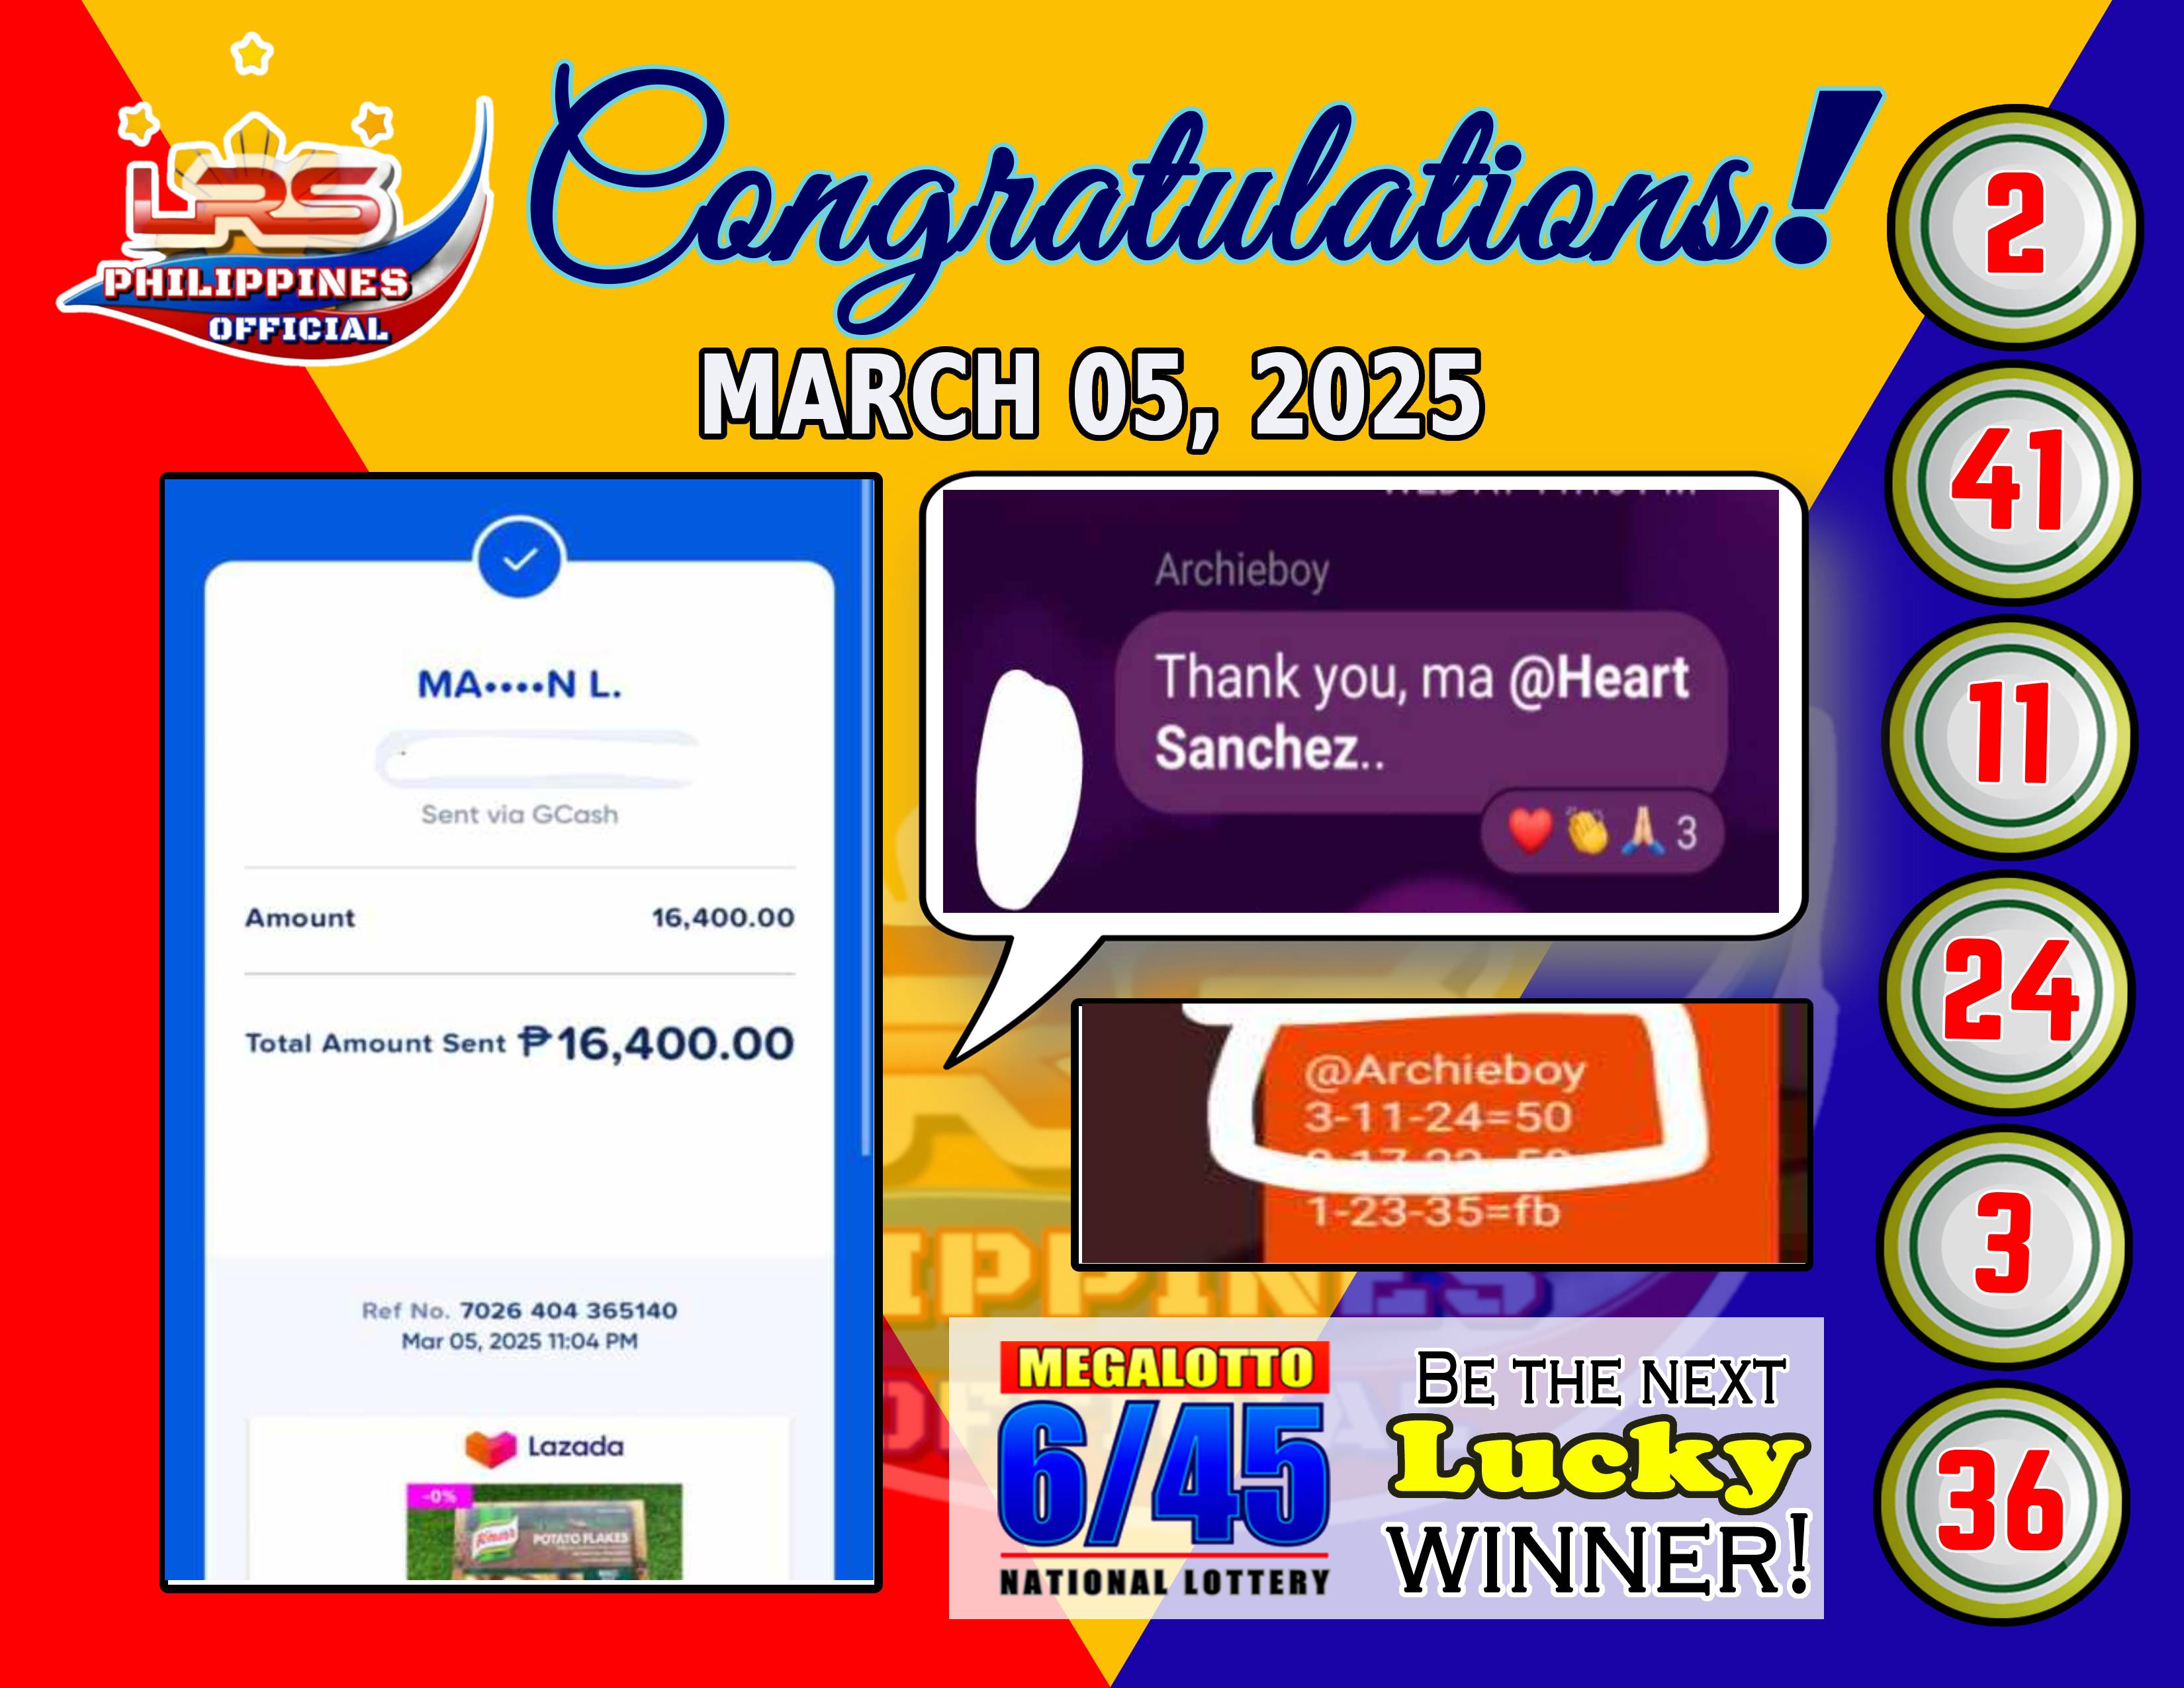 LRS
PHILIPPINES
OFFICIAL
Congratulations!
MARCH 05, 2025
MA••••N L.
Sent via GCash
Amount 16,400.00
Total Amount Sent ₱16,400.00
Ref No. 7026 404 365140
Mar 05, 2025 11:04 PM
Lazada
-0%
Knorr
POTATO FLAKES
Archieboy
Thank you, ma @Heart
Sanchez..
❤️👏🙏 3
@Archieboy
3-11-24=50
1-23-35=fb
MEGALOTTO
6/45
NATIONAL LOTTERY
BE THE NEXT
Lucky
WINNER!
2
41
11
24
3
36